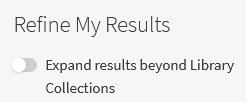 Refine My Results
Expand results beyond Library
Collections